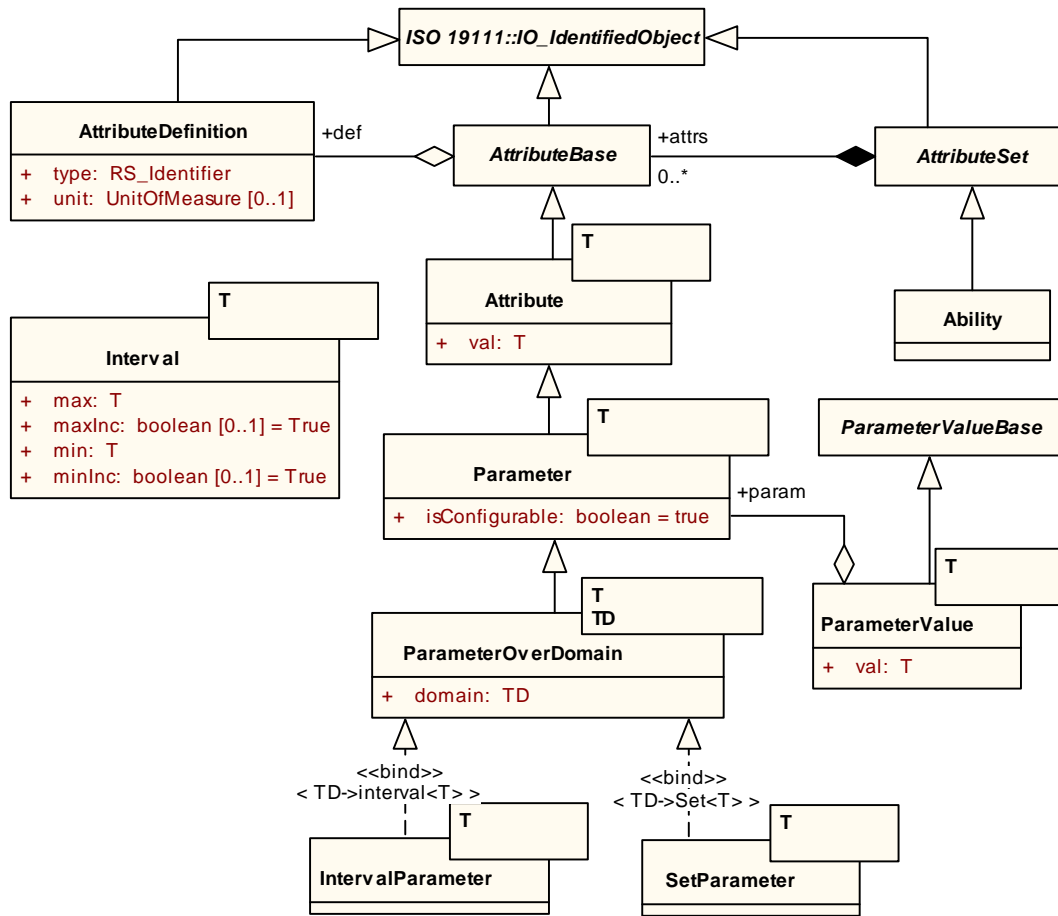 ISO 19111::IO_IdentifiedObject
AttributeDefinition
+ type: RS_Identifier
+ unit: UnitOfMeasure [0..1]
+def
AttributeBase
+attrs
0..*
AttributeSet
T
Attribute
+ val: T
Ability
T
Interval
+ max: T
+ maxInc: boolean [0..1] = True
+ min: T
+ minInc: boolean [0..1] = True
T
Parameter
+ isConfigurable: boolean = true
+param
ParameterValueBase
T
ParameterValue
+ val: T
T
TD
ParameterOverDomain
+ domain: TD
<<bind>>
< TD->interval<T> >
<<bind>>
< TD->Set<T> >
T
IntervalParameter
T
SetParameter